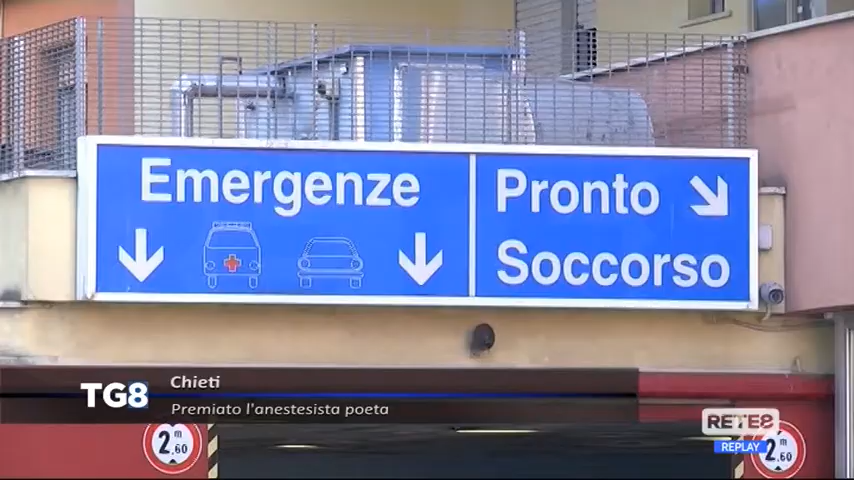 Emergenze
Pronto
Soccorso
TG8
Chieti
Premiato l'anestesista poeta
2 m
,60
RETE8
REPLAY
2 m
,60